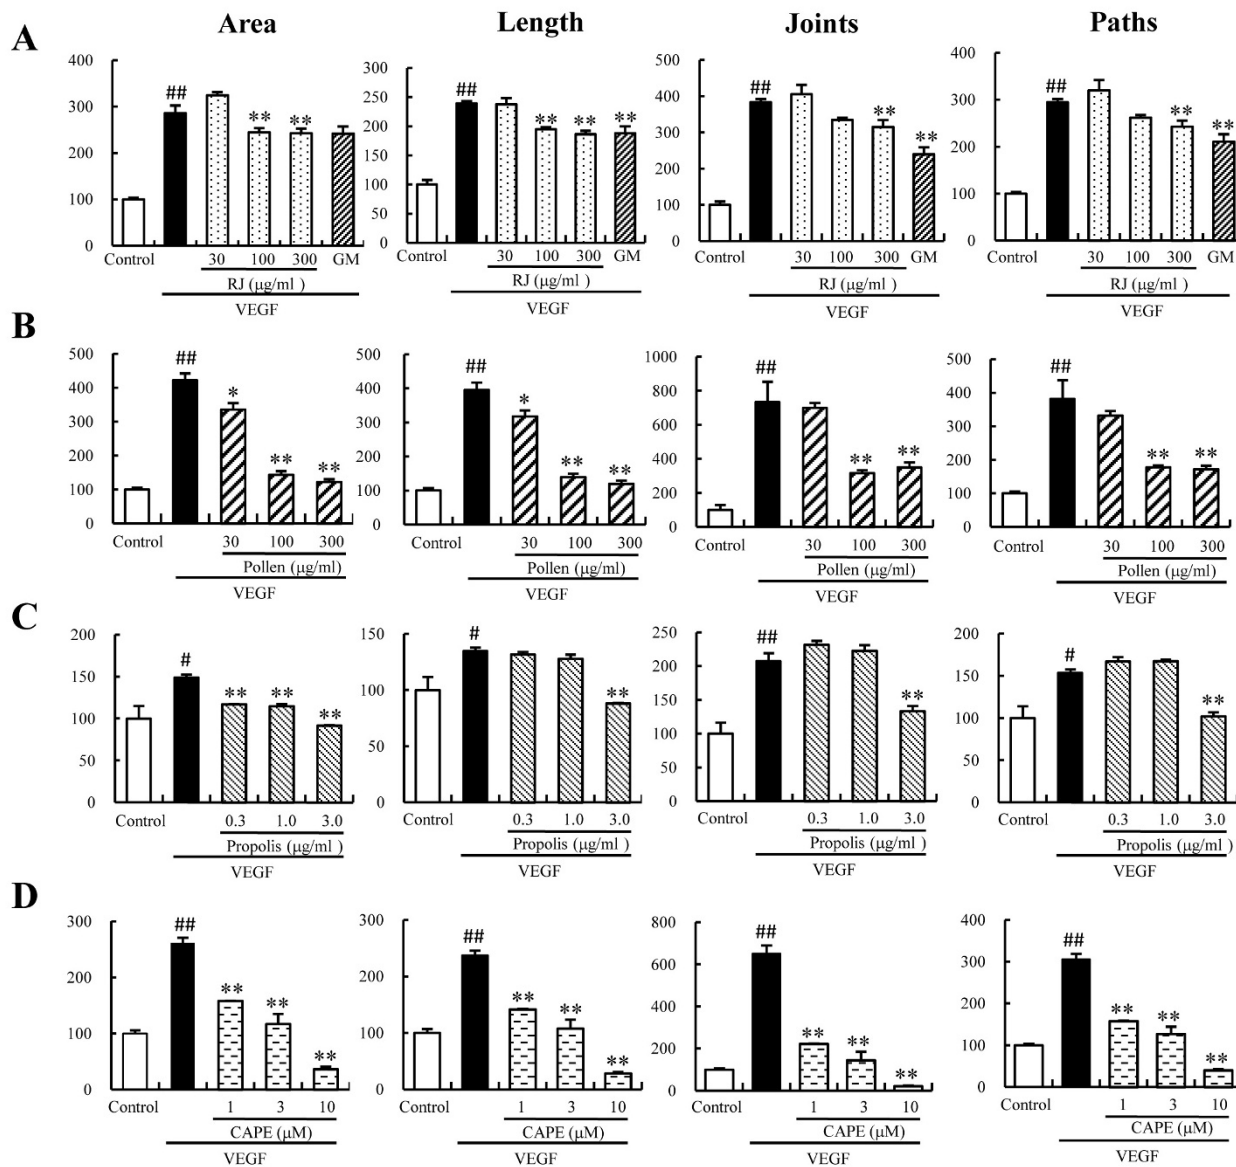 Area Length Joints Paths
A
400 300 500 400
## ## ## ##
300 ** ** 250 ** ** ** 400 ** ** 300 ** **
200 200 300 200
100 150 200 100
0 100 100 0
50 0
0
Control 30 100 300 GM Control 30 100 300 GM Control 30 100 300 GM Control 30 100 300 GM
RJ (μg/ml ) RJ (μg/ml ) RJ (μg/ml ) RJ (μg/ml )
VEGF VEGF VEGF VEGF
B
500 ## 500 ## 1000 ## 500 ##
400 * 400 * 800 400
300 ** ** 300 ** ** 600 ** ** 300 ** **
200 200 400 200
100 100 200 100
0 0 0 0
Control 30 100 300 Control 30 100 300 Control 30 100 300 Control 30 100 300
Pollen (μg/ml) Pollen (μg/ml) Pollen (μg/ml) Pollen (μg/ml)
VEGF VEGF VEGF VEGF
C
200 # 150 # 250 ## 200 #
150 ** ** ** 100 ** 200 ** 150 **
100 50 150 100
50 0 100 50
0 50 0
0
Control 0.3 1.0 3.0 Control 0.3 1.0 3.0 Control 0.3 1.0 3.0 Control 0.3 1.0 3.0
Propolis (μg/ml) Propolis (μg/ml) Propolis (μg/ml) Propolis (μg/ml)
VEGF VEGF VEGF VEGF
D
300 ## 300 ## 800 ## 400 ##
200 ** ** ** 200 ** ** ** 600 ** ** ** 300 ** ** **
100 100 400 200
0 0 200 100
0 0
Control 1 3 10 Control 1 3 10 Control 1 3 10 Control 1 3 10
CAPE (μM) CAPE (μM) CAPE (μM) CAPE (μM)
VEGF VEGF VEGF VEGF